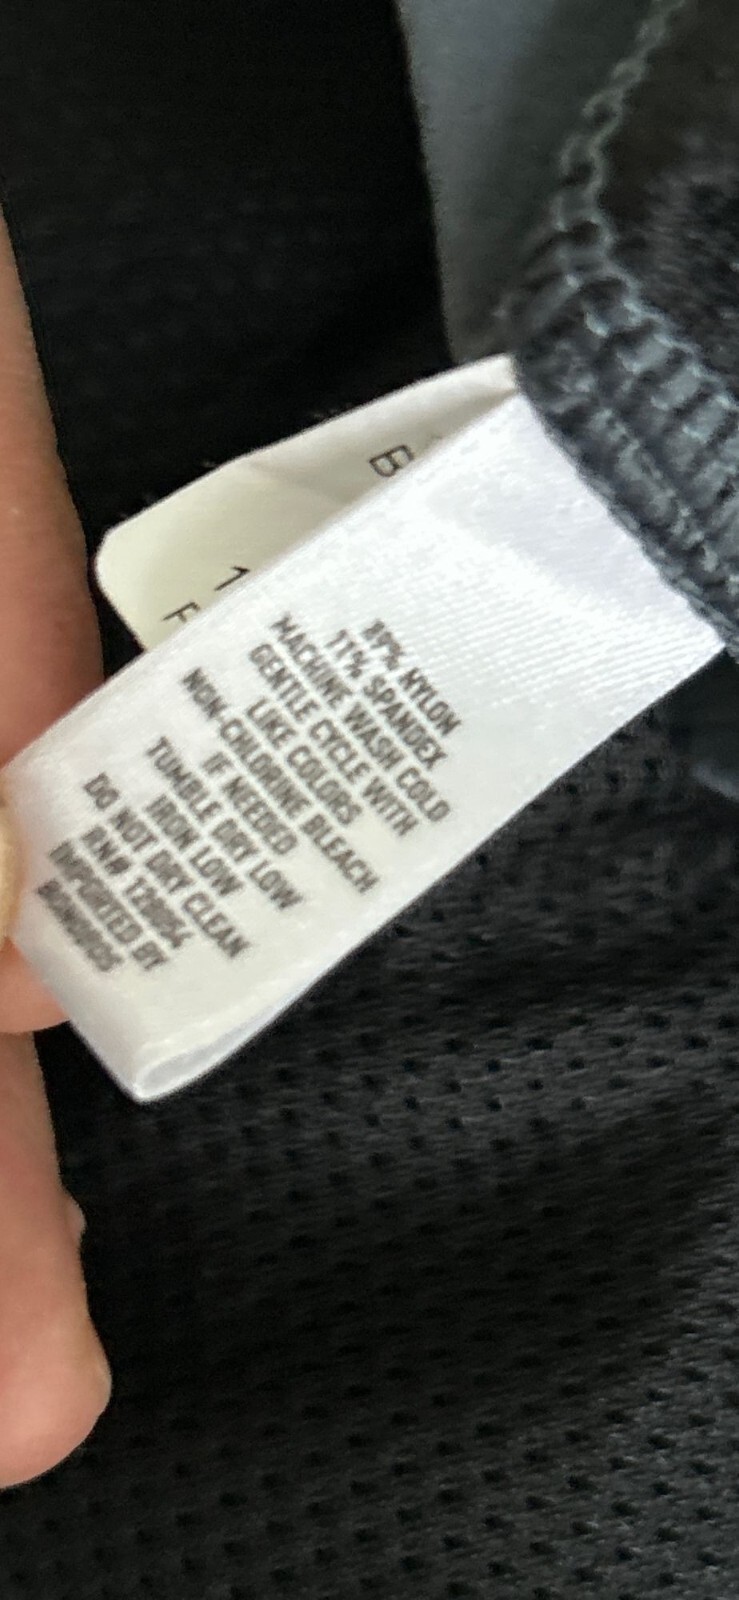 89% NYLON
11% SPANDEX
MACHINE WASH COLD
GENTLE CYCLE WITH
LIKE COLORS
NON-CHLORINE BLEACH
IF NEEDED
TUMBLE DRY LOW
IRON LOW
DO NOT DRY CLEAN
RN#
IMPORTED BY
BONOBOS